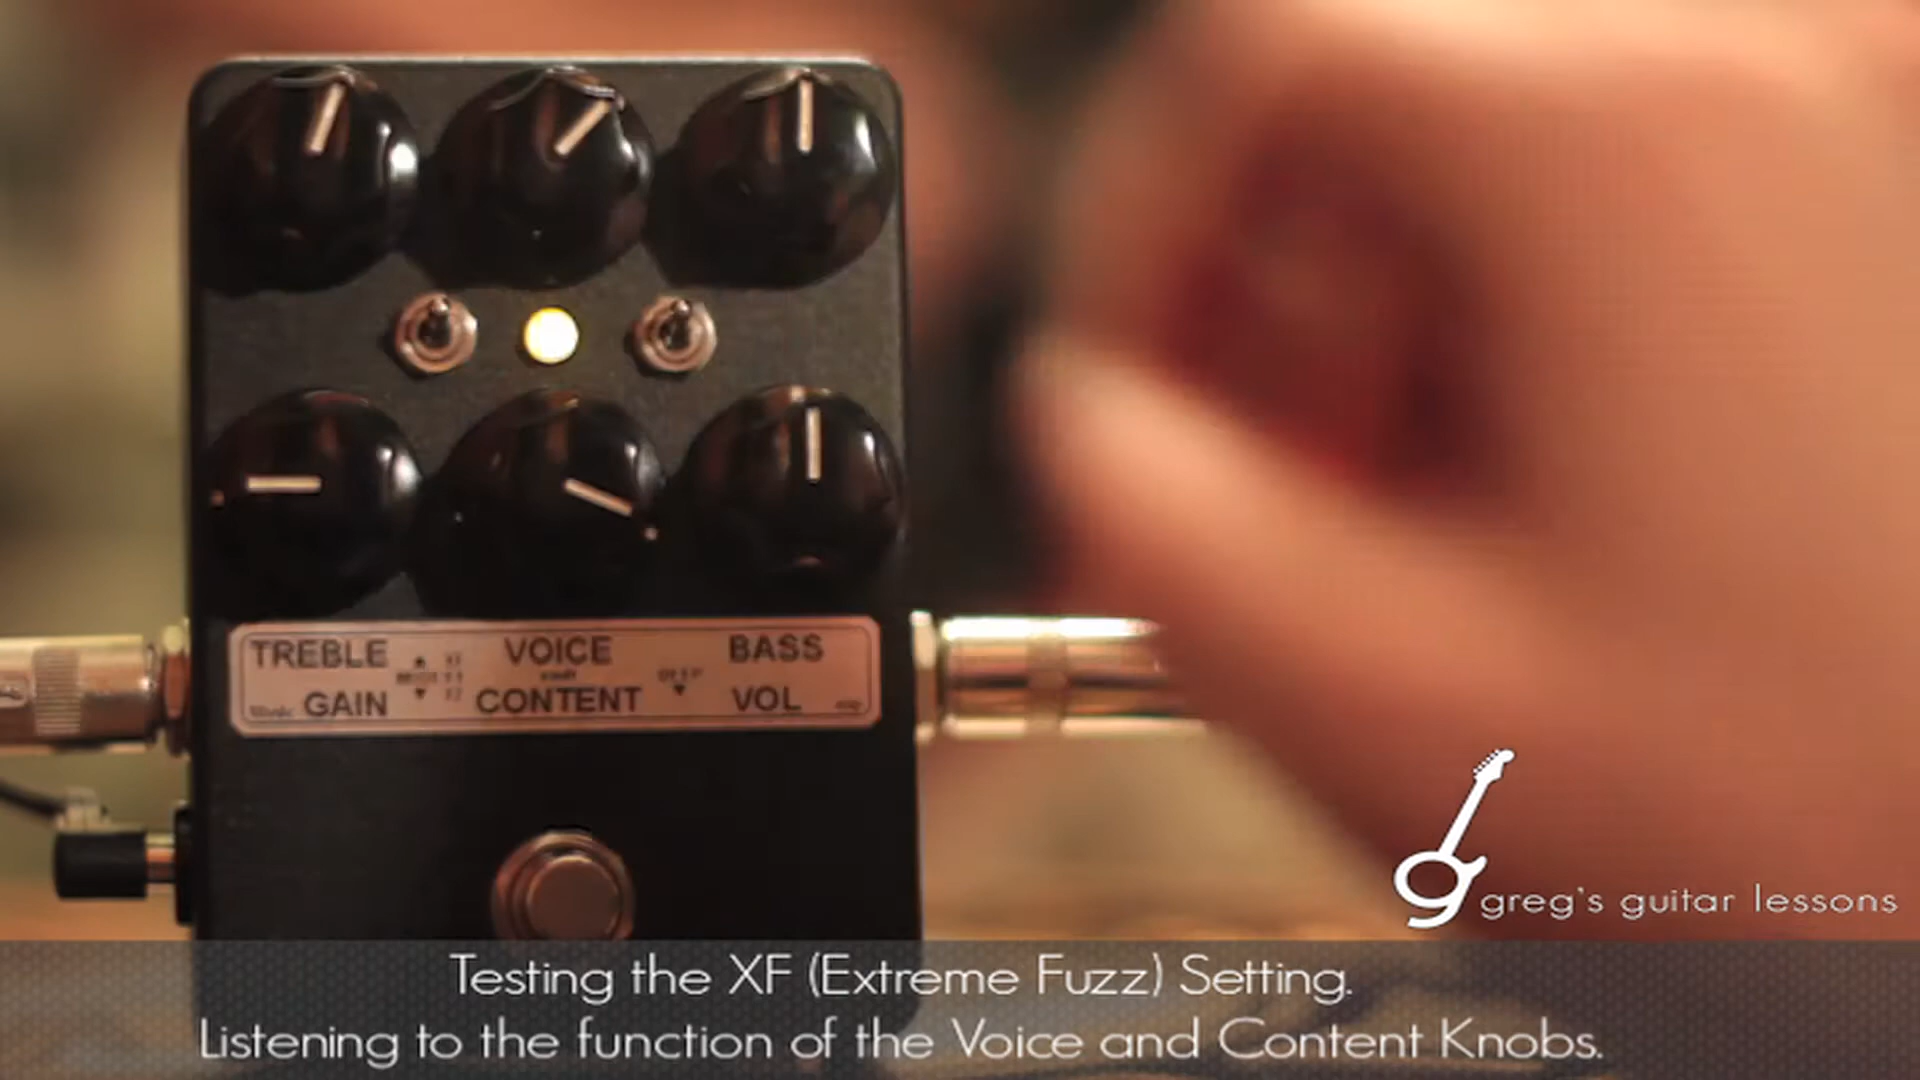 TREBLE VOICE BASS
GAIN CONTENT VOL
greg's guitar lessons
Testing the XF (Extreme Fuzz) Setting.
Listening to the function of the Voice and Content Knobs.